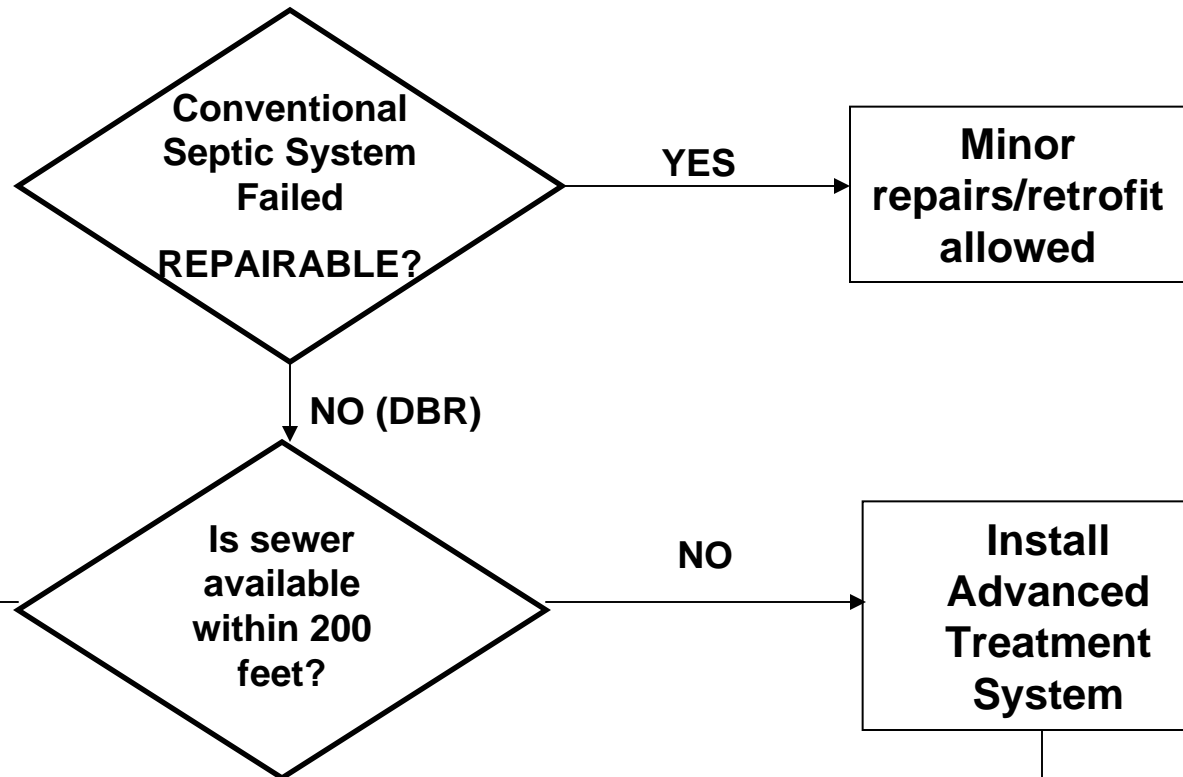 Conventional
Septic System
Failed
REPAIRABLE?
YES
Minor
repairs/retrofit
allowed
NO (DBR)
Is sewer
available
within 200
feet?
NO
Install
Advanced
Treatment
System